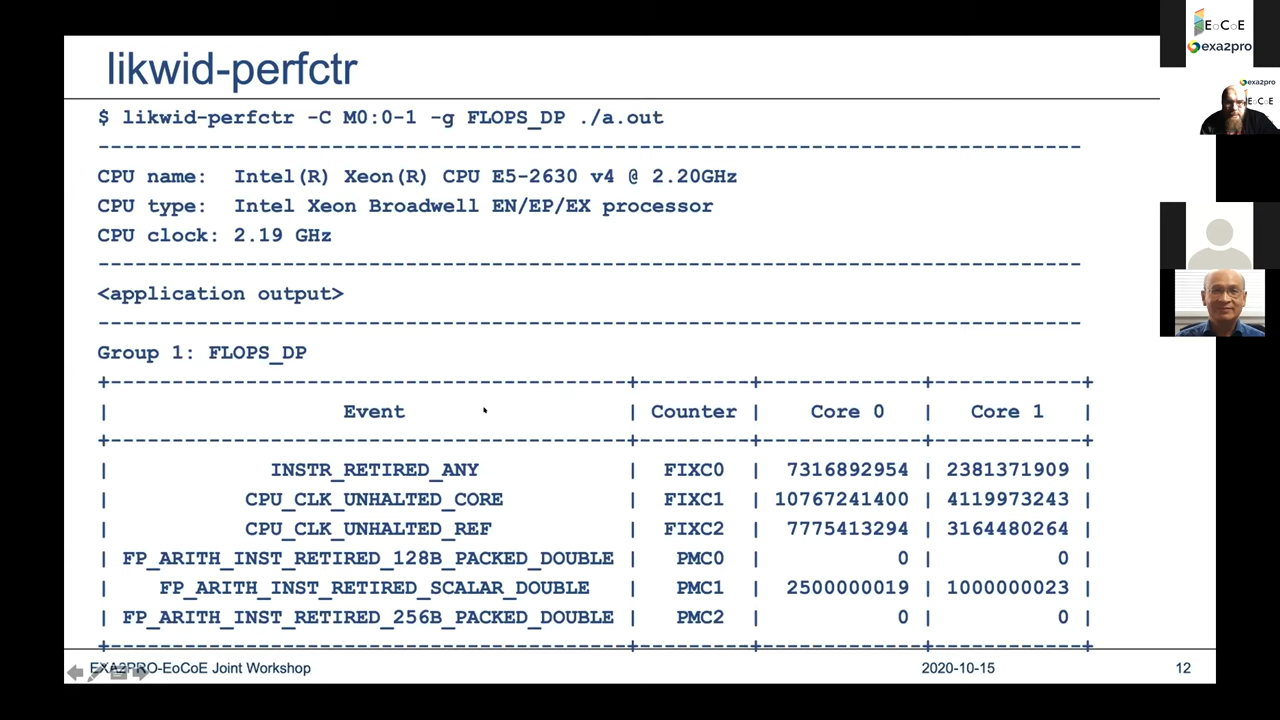 likwid-perfctr
$ likwid-perfctr -C M0:0-1 -g FLOPS_DP ./a.out
--------------------------------------------------------------------------------
CPU name: Intel(R) Xeon(R) CPU E5-2630 v4 @ 2.20GHz
CPU type: Intel Xeon Broadwell EN/EP/EX processor
CPU clock: 2.19 GHz
--------------------------------------------------------------------------------
<application output>
--------------------------------------------------------------------------------
Group 1: FLOPS_DP
+------------------------------------------+---------+-------------+------------+
| Event | Counter | Core 0 | Core 1 |
+------------------------------------------+---------+-------------+------------+
| INSTR_RETIRED_ANY | FIXC0 | 7316892954 | 2381371909 |
| CPU_CLK_UNHALTED_CORE | FIXC1 | 10767241400 | 4119973243 |
| CPU_CLK_UNHALTED_REF | FIXC2 | 7775413294 | 3164480264 |
| FP_ARITH_INST_RETIRED_128B_PACKED_DOUBLE | PMC0 | 0 | 0 |
| FP_ARITH_INST_RETIRED_SCALAR_DOUBLE | PMC1 | 2500000019 | 1000000023 |
| FP_ARITH_INST_RETIRED_256B_PACKED_DOUBLE | PMC2 | 0 | 0 |
+------------------------------------------+---------+-------------+------------+
EXA2PRO-EoCoE Joint Workshop
2020-10-15
12
EoCoE
exa2pro
exa2pro
EoCoE